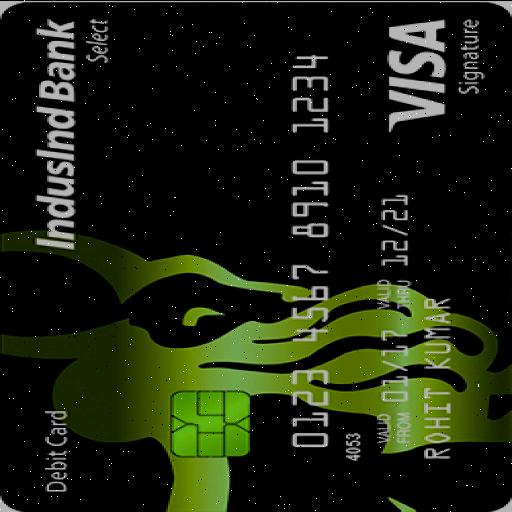 IndusInd Bank
Select
Debit Card
0123 4567 8910 1234
4053
VALID FROM 01/17 VALID THRU 12/21
ROHIT KUMAR
VISA
Signature